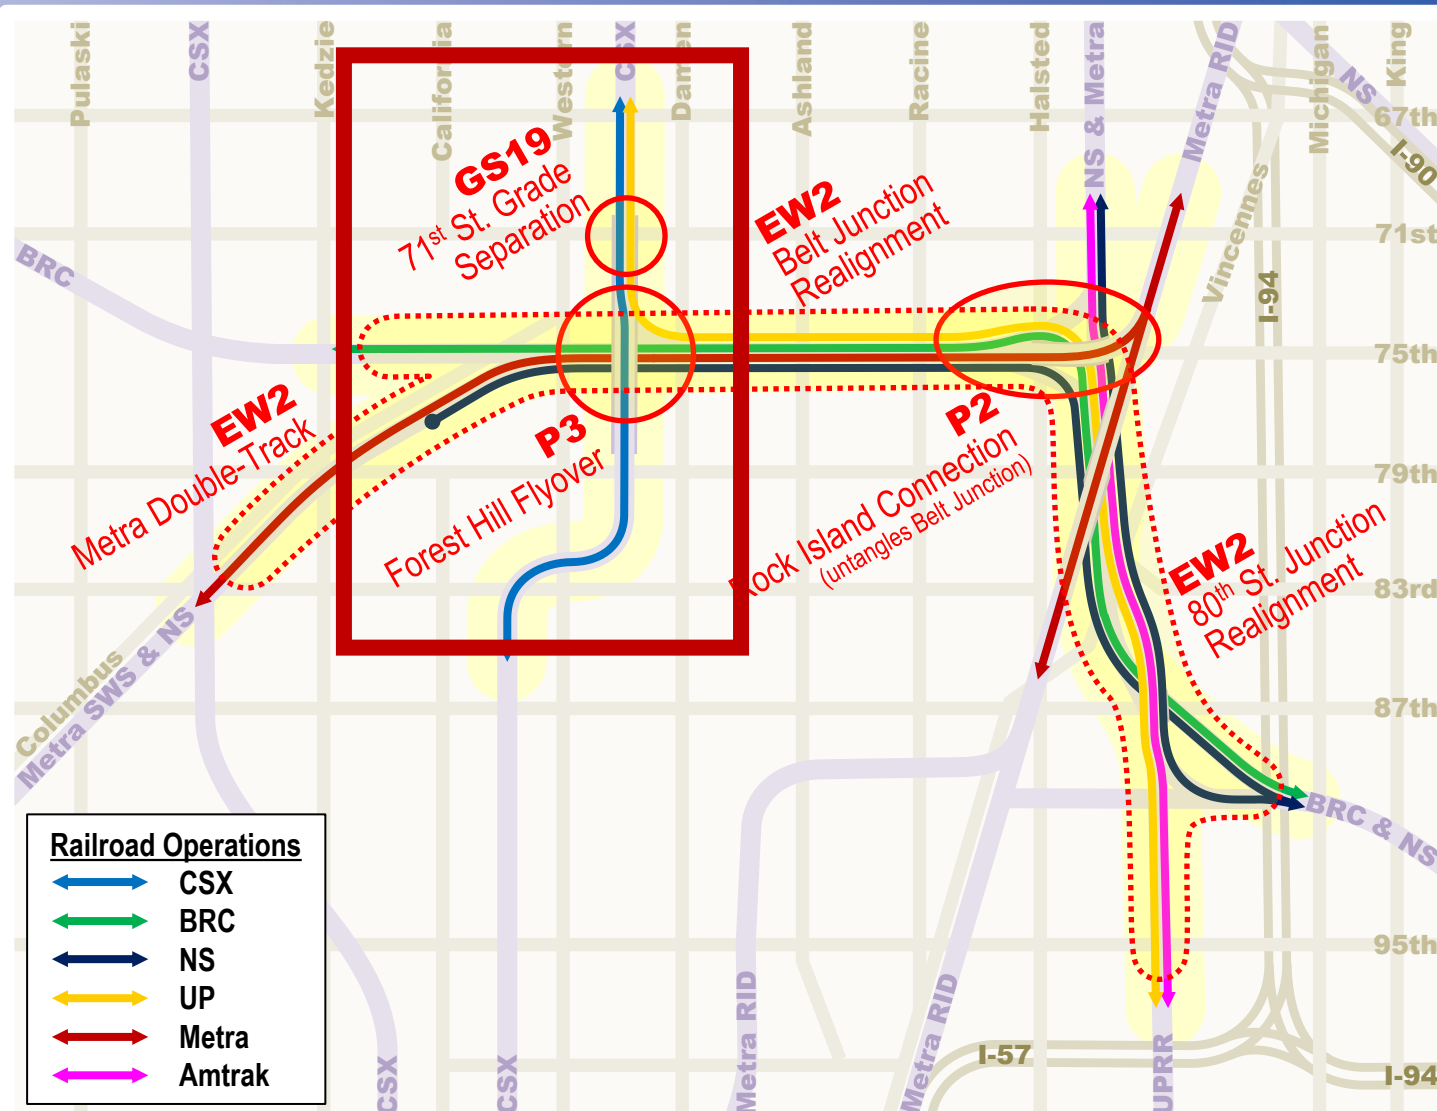 Pulaski
CSX
Kedzie
California
Western
CSX
Damen
Ashland
Racine
Halsted
NS & Metra
Metra RID
NS
Michigan
King
67th
I-90
GS19
71st St. Grade
Separation
EW2
Belt Junction
Realignment
71st
Vincennes
I-94
BRC
75th
EW2
Metra Double-Track
P3
Forest Hill Flyover
P2
Rock Island Connection
(untangles Belt Junction)
79th
EW2
80th St. Junction
Realignment
83rd
Columbus
Metra SWS & NS
87th
BRC & NS
95th
Railroad Operations
CSX
BRC
NS
UP
Metra
Amtrak
CSX
CSX
Metra RID
Metra RID
I-57
UPRR
I-94